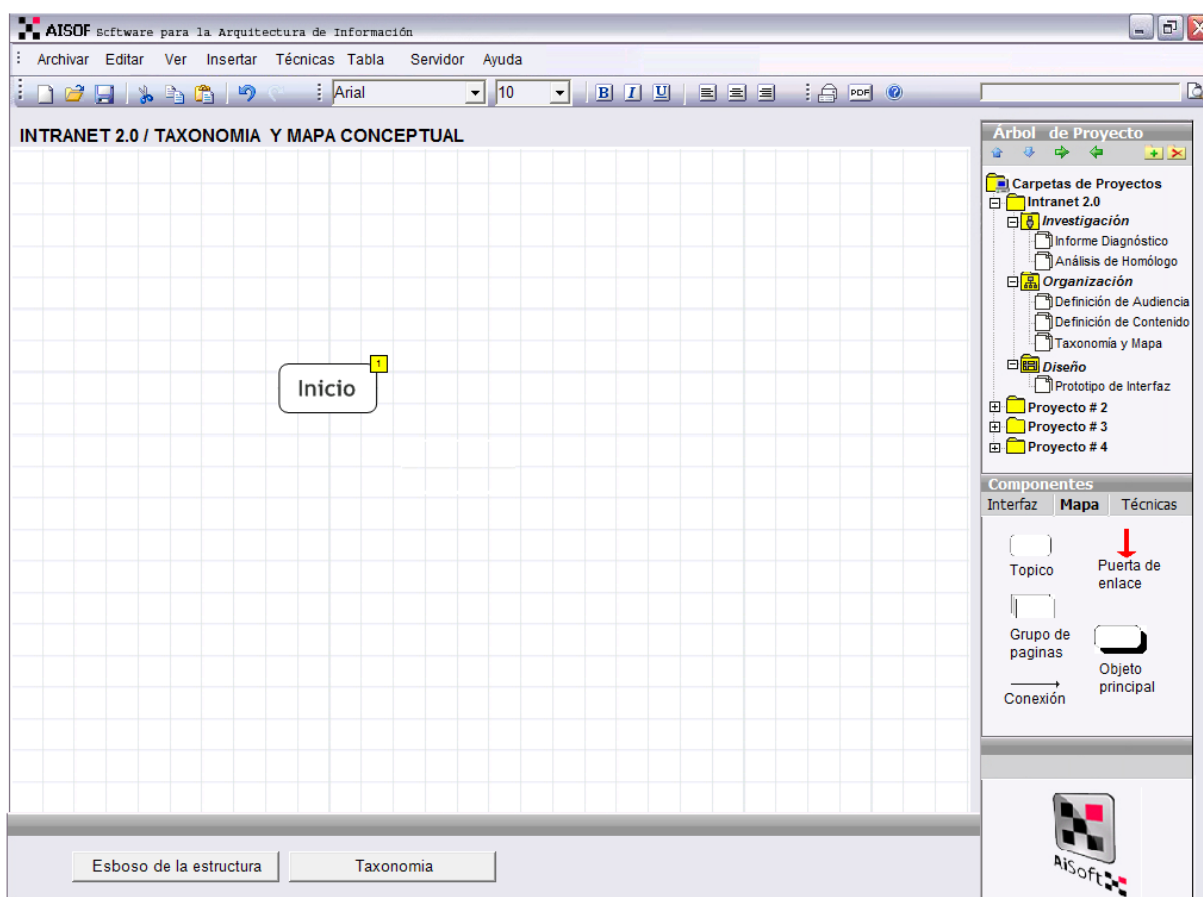 AISOF Scftware para la Arquitectura de Información
Archivar Editar Ver Insertar Técnicas Tabla Servidor Ayuda
Arial 10 B I U PDF ?
INTRANET 2.0 / TAXONOMIA Y MAPA CONCEPTUAL
Inicio
1
Árbol de Proyecto
Carpetas de Proyectos
Intranet 2.0
Investigación
Informe Diagnóstico
Análisis de Homólogo
Organización
Definición de Audiencia
Definición de Contenido
Taxonomía y Mapa
Diseño
Prototipo de Interfaz
Proyecto # 2
Proyecto # 3
Proyecto # 4
Componentes
Interfaz Mapa Técnicas
Topico
Puerta de
enlace
Grupo de
paginas
Objeto
principal
Conexión
Esboso de la estructura
Taxonomia
AiSoft